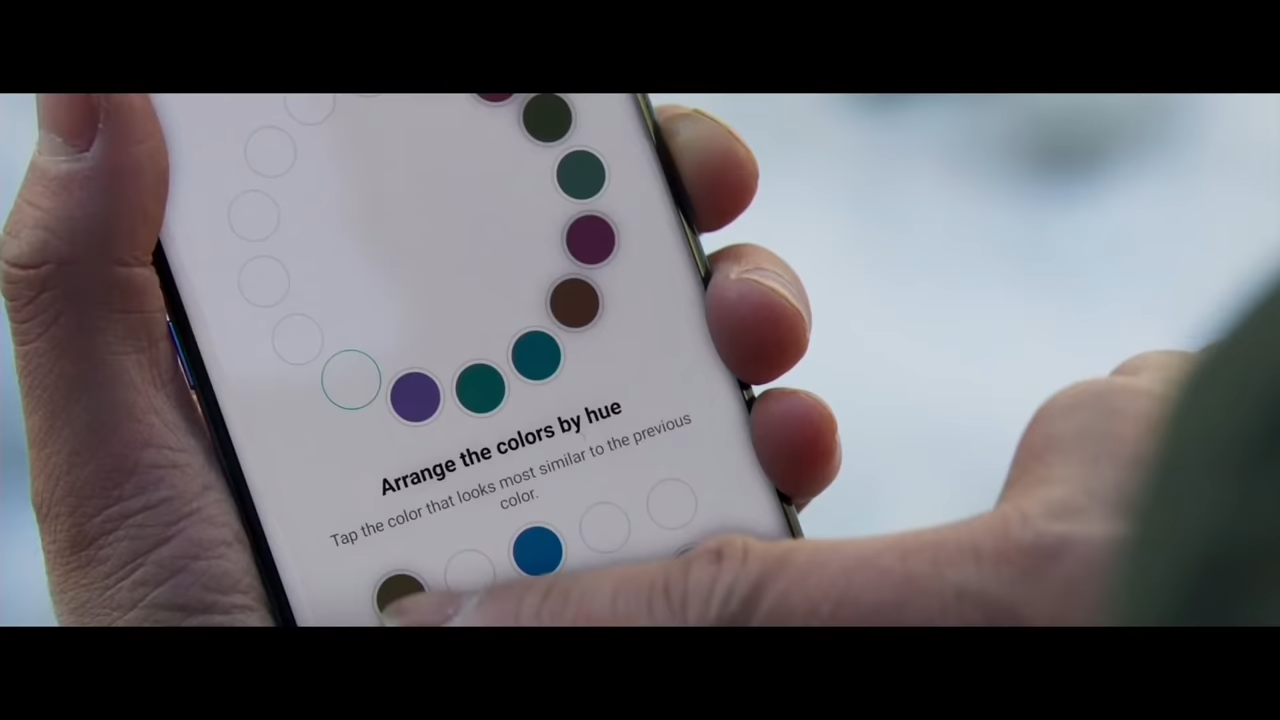 Arrange the colors by hue
Tap the color that looks most similar to the previous
color.